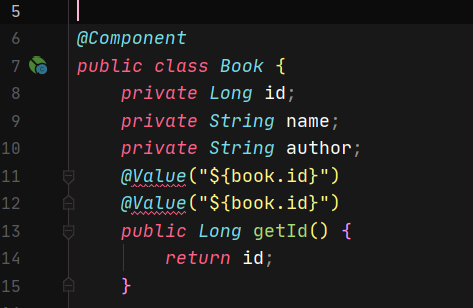 5
6 @Component
7 public class Book {
8 private Long id;
9 private String name;
10 private String author;
11 @Value("${book.id}")
12 @Value("${book.id}")
13 public Long getId() {
14 return id;
15 }